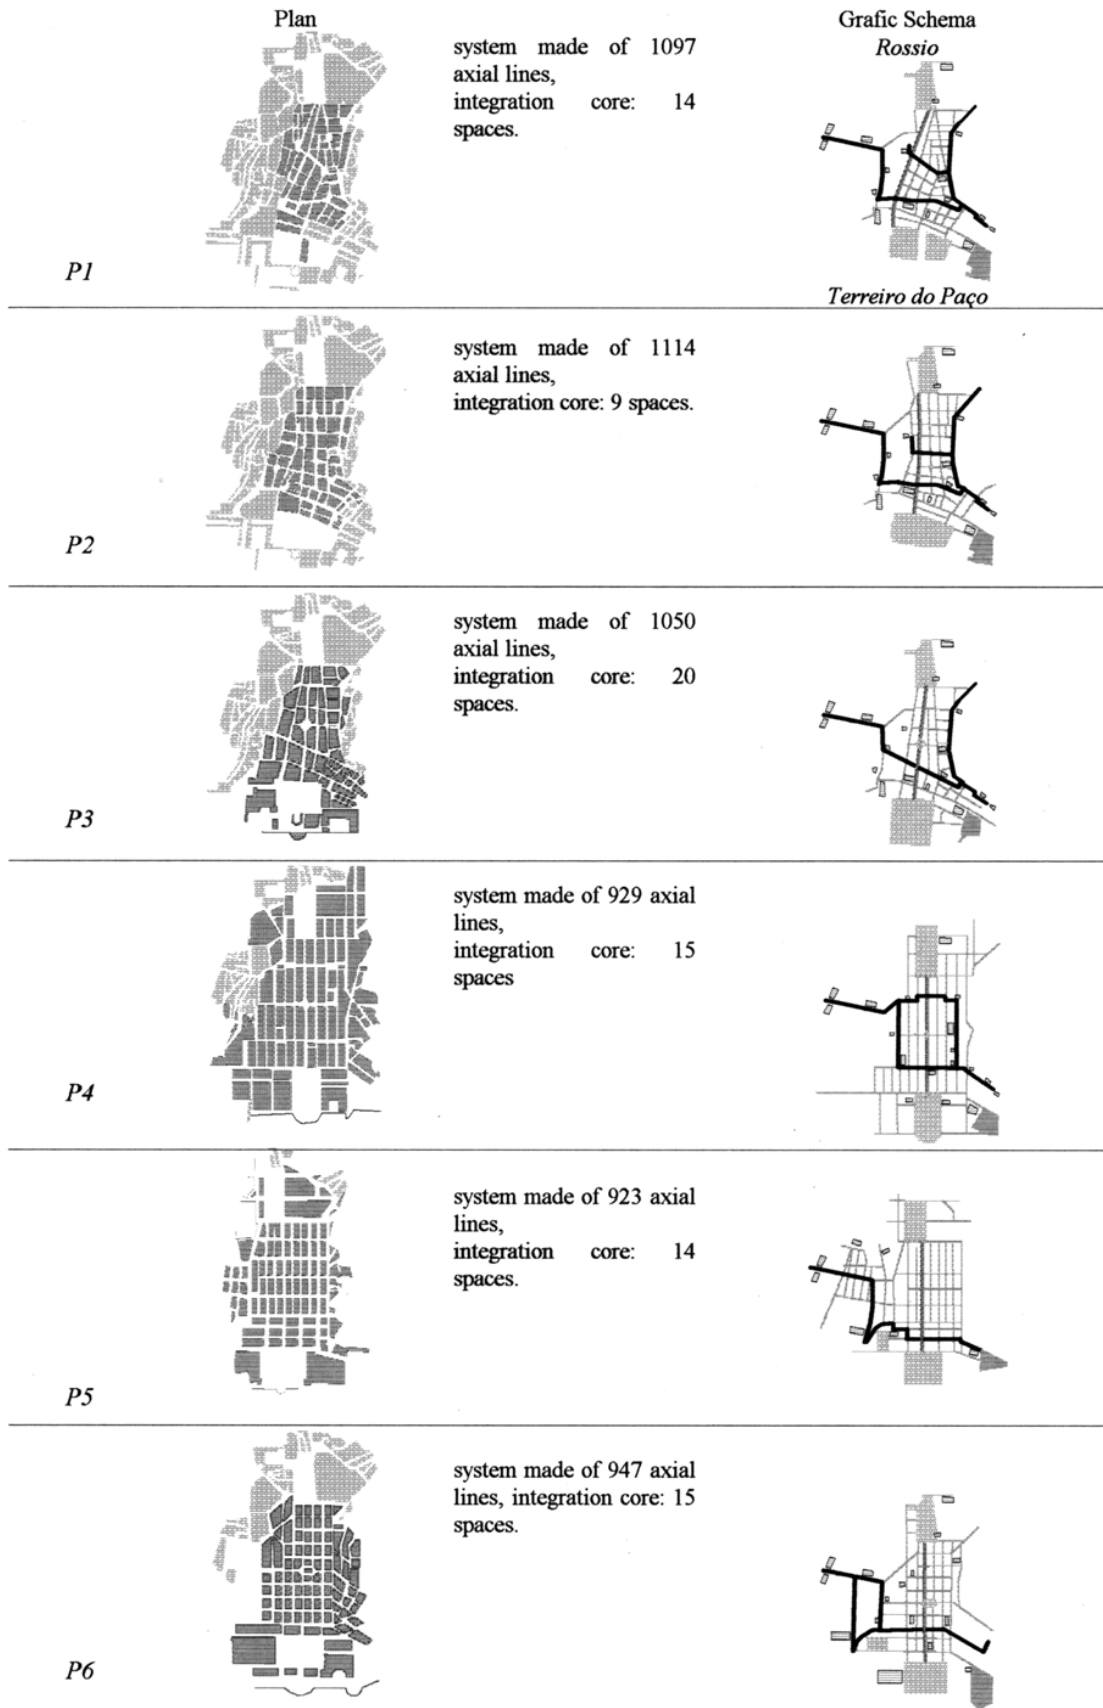 Plan
Grafic Schema
Rossio
system made of 1097
axial lines,
integration core: 14
spaces.
P1
Terreiro do Paço
system made of 1114
axial lines,
integration core: 9 spaces.
P2
system made of 1050
axial lines,
integration core: 20
spaces.
P3
system made of 929 axial
lines,
integration core: 15
spaces
P4
system made of 923 axial
lines,
integration core: 14
spaces.
P5
system made of 947 axial
lines, integration core: 15
spaces.
P6